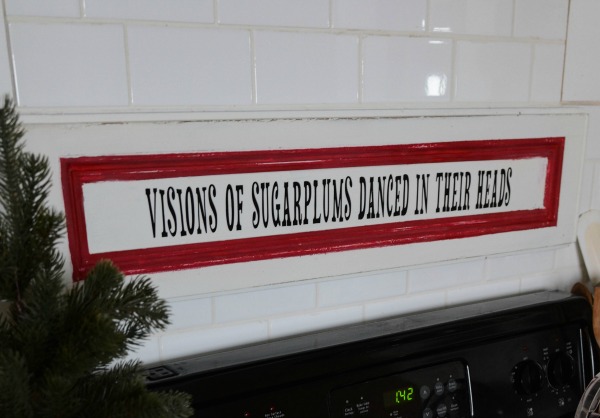 VISIONS OF SUGARPLUMS DANCED IN THEIR HEADS
1:42